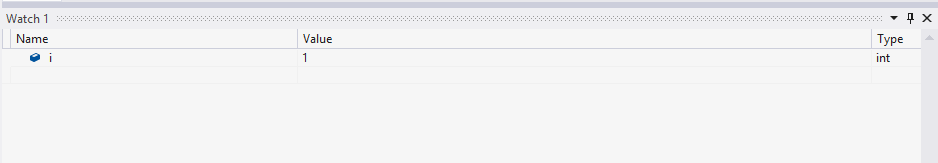 Watch 1
Name Value Type
i 1 int